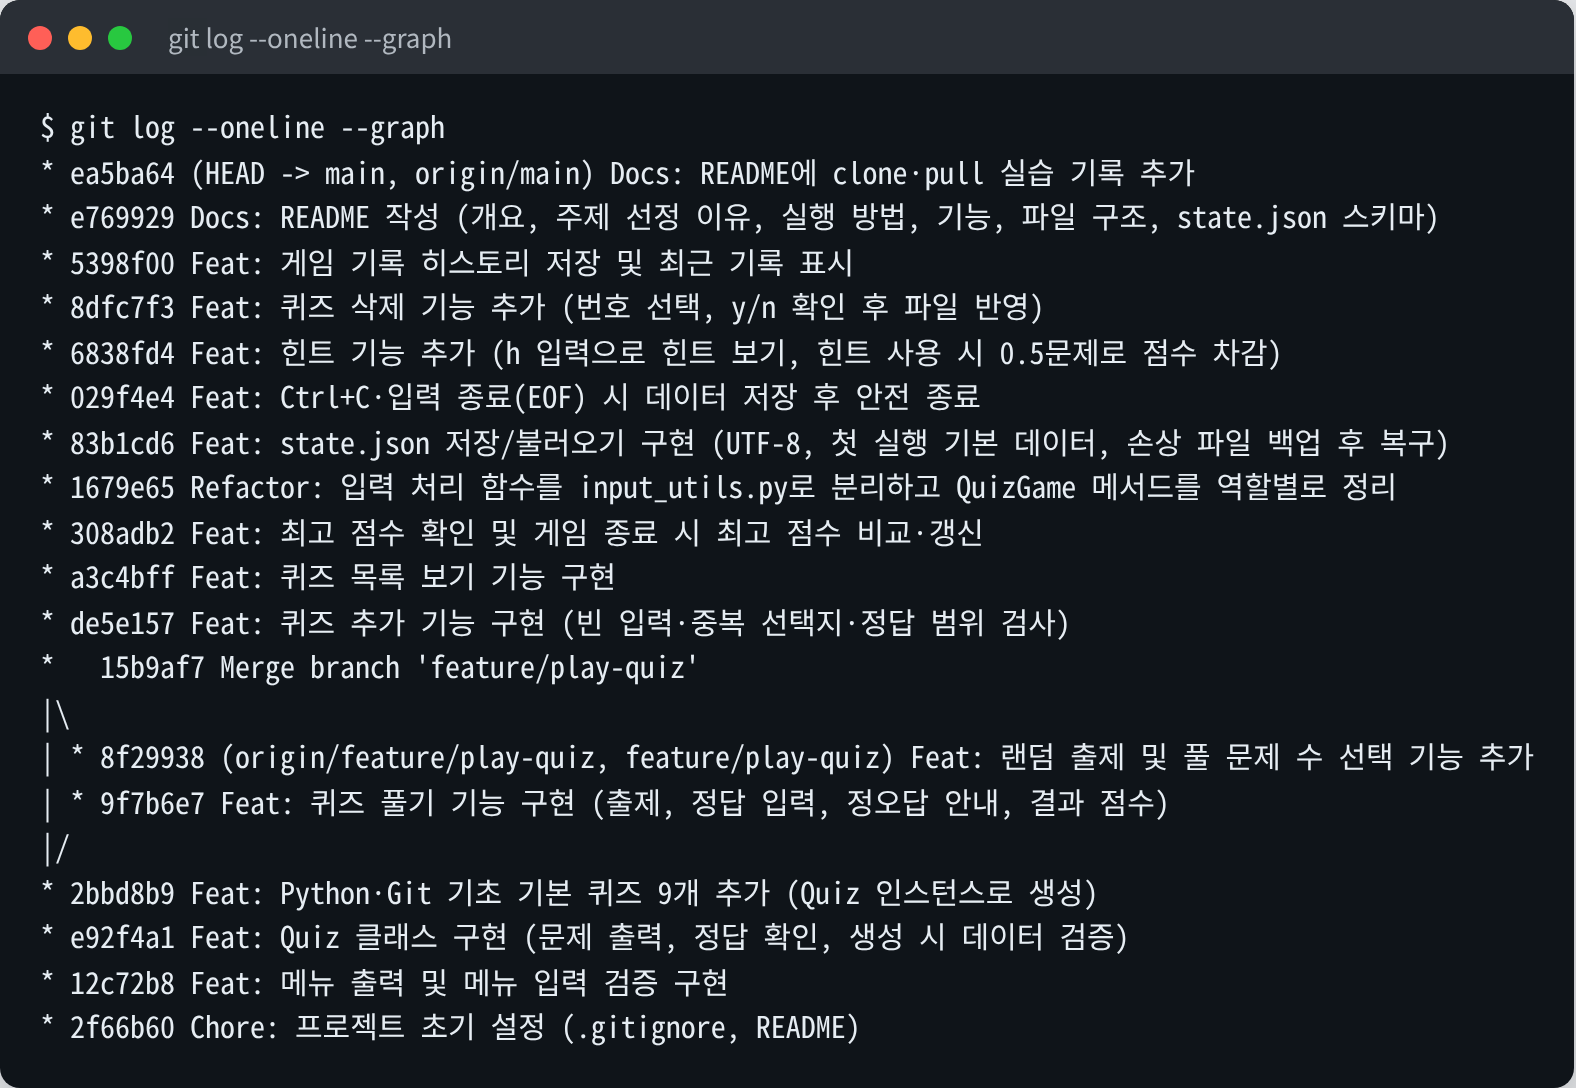 git log --oneline --graph
$ git log --oneline --graph
* ea5ba64 (HEAD -> main, origin/main) Docs: README에 clone·pull 실습 기록 추가
* e769929 Docs: README 작성 (개요, 주제 선정 이유, 실행 방법, 기능, 파일 구조, state.json 스키마)
* 5398f00 Feat: 게임 기록 히스토리 저장 및 최근 기록 표시
* 8dfc7f3 Feat: 퀴즈 삭제 기능 추가 (번호 선택, y/n 확인 후 파일 반영)
* 6838fd4 Feat: 힌트 기능 추가 (h 입력으로 힌트 보기, 힌트 사용 시 0.5문제로 점수 차감)
* 029f4e4 Feat: Ctrl+C·입력 종료(EOF) 시 데이터 저장 후 안전 종료
* 83b1cd6 Feat: state.json 저장/불러오기 구현 (UTF-8, 첫 실행 기본 데이터, 손상 파일 백업 후 복구)
* 1679e65 Refactor: 입력 처리 함수를 input_utils.py로 분리하고 QuizGame 메서드를 역할별로 정리
* 308adb2 Feat: 최고 점수 확인 및 게임 종료 시 최고 점수 비교·갱신
* a3c4bff Feat: 퀴즈 목록 보기 기능 구현
* de5e157 Feat: 퀴즈 추가 기능 구현 (빈 입력·중복 선택지·정답 범위 검사)
*   15b9af7 Merge branch 'feature/play-quiz'
|\
| * 8f29938 (origin/feature/play-quiz, feature/play-quiz) Feat: 랜덤 출제 및 풀 문제 수 선택 기능 추가
| * 9f7b6e7 Feat: 퀴즈 풀기 기능 구현 (출제, 정답 입력, 정오답 안내, 결과 점수)
|/
* 2bbd8b9 Feat: Python·Git 기초 기본 퀴즈 9개 추가 (Quiz 인스턴스로 생성)
* e92f4a1 Feat: Quiz 클래스 구현 (문제 출력, 정답 확인, 생성 시 데이터 검증)
* 12c72b8 Feat: 메뉴 출력 및 메뉴 입력 검증 구현
* 2f66b60 Chore: 프로젝트 초기 설정 (.gitignore, README)